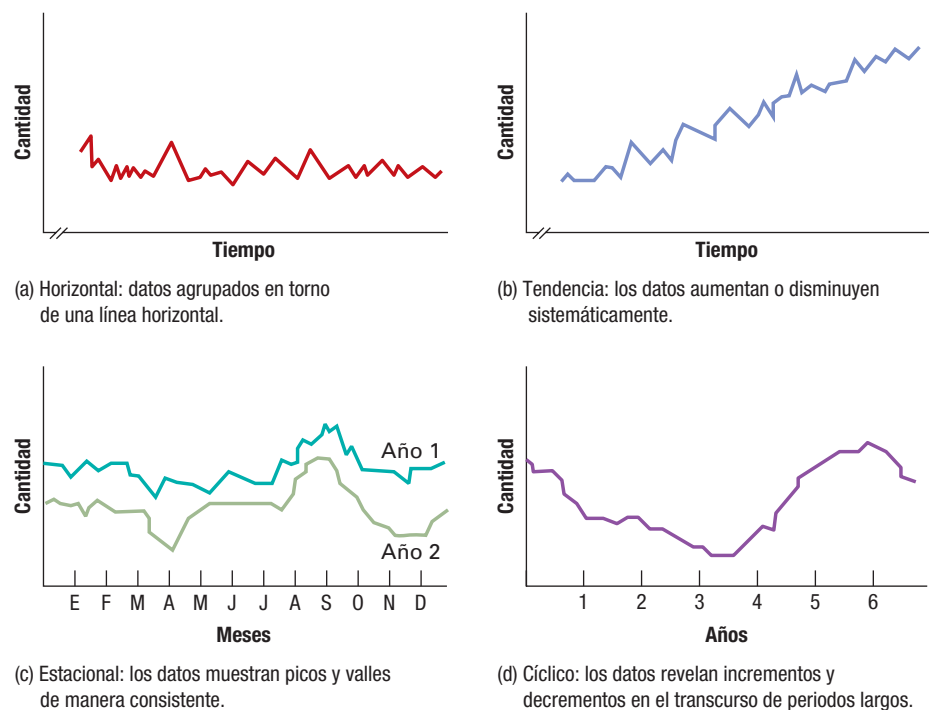 Cantidad
Tiempo
(a) Horizontal: datos agrupados en torno
de una línea horizontal.
Cantidad
Tiempo
(b) Tendencia: los datos aumentan o disminuyen
sistemáticamente.
Cantidad
Año 1
Año 2
E F M A M J J A S O N D
Meses
(c) Estacional: los datos muestran picos y valles
de manera consistente.
Cantidad
1 2 3 4 5 6
Años
(d) Cíclico: los datos revelan incrementos y
decrementos en el transcurso de periodos largos.